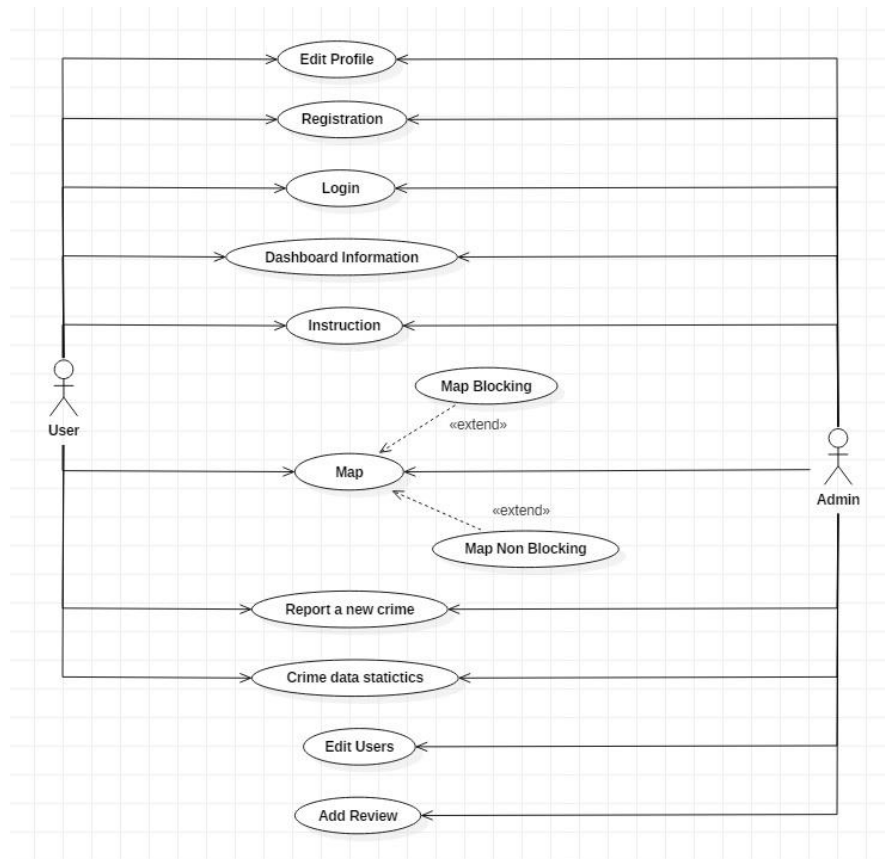 Edit Profile
Registration
Login
Dashboard Information
Instruction
Map Blocking
«extend»
User
Map
Admin
«extend»
Map Non Blocking
Report a new crime
Crime data statictics
Edit Users
Add Review